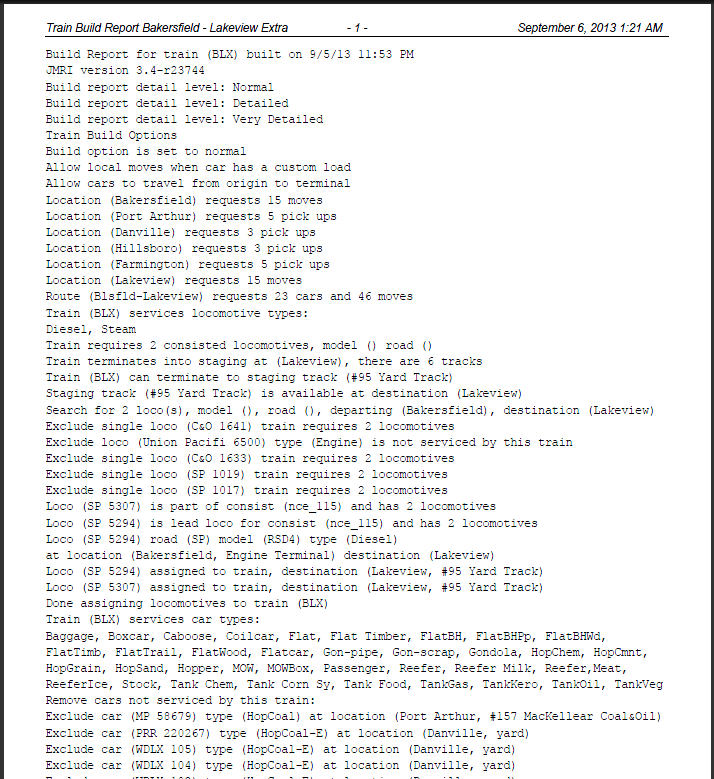 Train Build Report Bakersfield - Lakeview Extra - 1 - September 6, 2013 1:21 AM
Build Report for train (BLX) built on 9/5/13 11:53 PM
JMRI version 3.4-r23744
Build report detail level: Normal
Build report detail level: Detailed
Build report detail level: Very Detailed
Train Build Options
Build option is set to normal
Allow local moves when car has a custom load
Allow cars to travel from origin to terminal
Location (Bakersfield) requests 15 moves
Location (Port Arthur) requests 5 pick ups
Location (Danville) requests 3 pick ups
Location (Hillsboro) requests 3 pick ups
Location (Farmington) requests 5 pick ups
Location (Lakeview) requests 15 moves
Route (Blsfld-Lakeview) requests 23 cars and 46 moves
Train (BLX) services locomotive types:
Diesel, Steam
Train requires 2 consisted locomotives, model () road ()
Train terminates into staging at (Lakeview), there are 6 tracks
Train (BLX) can terminate to staging track (#95 Yard Track)
Staging track (#95 Yard Track) is available at destination (Lakeview)
Search for 2 loco(s), model (), road (), departing (Bakersfield), destination (Lakeview)
Exclude single loco (C&O 1641) train requires 2 locomotives
Exclude loco (Union Pacifi 6500) type (Engine) is not serviced by this train
Exclude single loco (C&O 1633) train requires 2 locomotives
Exclude single loco (SP 1019) train requires 2 locomotives
Exclude single loco (SP 1017) train requires 2 locomotives
Loco (SP 5307) is part of consist (nce_115) and has 2 locomotives
Loco (SP 5294) is lead loco for consist (nce_115) and has 2 locomotives
Loco (SP 5294) road (SP) model (RSD4) type (Diesel)
at location (Bakersfield, Engine Terminal) destination (Lakeview)
Loco (SP 5294) assigned to train, destination (Lakeview, #95 Yard Track)
Loco (SP 5307) assigned to train, destination (Lakeview, #95 Yard Track)
Done assigning locomotives to train (BLX)
Train (BLX) services car types:
Baggage, Boxcar, Caboose, Coilcar, Flat, Flat Timber, FlatBH, FlatBHPp, FlatBHWd,
FlatTimb, FlatTrail, FlatWood, Flatcar, Gon-pipe, Gon-scrap, Gondola, HopChem, HopCmnt,
HopGrain, HopSand, Hopper, MOW, MOWBox, Passenger, Reefer, Reefer Milk, Reefer,Meat,
ReeferIce, Stock, Tank Chem, Tank Corn Sy, Tank Food, TankGas, TankKero, TankOil, TankVeg
Remove cars not serviced by this train:
Exclude car (MP 58679) type (HopCoal) at location (Port Arthur, #157 MacKellear Coal&Oil)
Exclude car (PRR 220267) type (HopCoal-E) at location (Danville, yard)
Exclude car (WDLX 105) type (HopCoal-E) at location (Danville, yard)
Exclude car (WDLX 104) type (HopCoal-E) at location (Danville, yard)